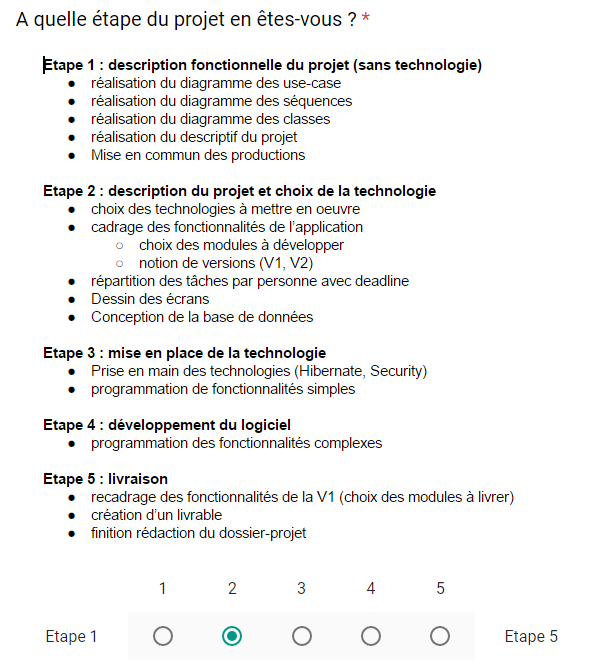 A quelle étape du projet en êtes-vous ? *
Etape 1 : description fonctionnelle du projet (sans technologie)
● réalisation du diagramme des use-case
● réalisation du diagramme des séquences
● réalisation du diagramme des classes
● réalisation du descriptif du projet
● Mise en commun des productions
Etape 2 : description du projet et choix de la technologie
● choix des technologies à mettre en oeuvre
● cadrage des fonctionnalités de l'application
○ choix des modules à développer
○ notion de versions (V1, V2)
● répartition des tâches par personne avec deadline
● Dessin des écrans
● Conception de la base de données
Etape 3 : mise en place de la technologie
● Prise en main des technologies (Hibernate, Security)
● programmation de fonctionnalités simples
Etape 4 : développement du logiciel
● programmation des fonctionnalités complexes
Etape 5 : livraison
● recadrage des fonctionnalités de la V1 (choix des modules à livrer)
● création d'un livrable
● finition rédaction du dossier-projet
1 2 3 4 5
Etape 1 Etape 5